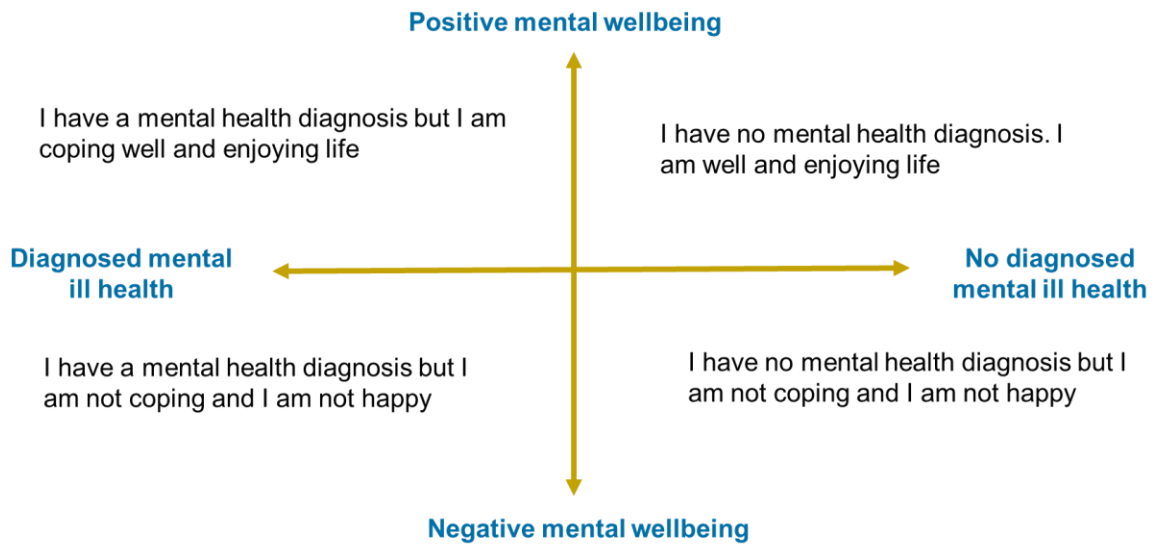 Positive mental wellbeing
I have a mental health diagnosis but I am
coping well and enjoying life
I have no mental health diagnosis. I
am well and enjoying life
Diagnosed mental
ill health
No diagnosed
mental ill health
I have a mental health diagnosis but I
am not coping and I am not happy
I have no mental health diagnosis but I
am not coping and I am not happy
Negative mental wellbeing